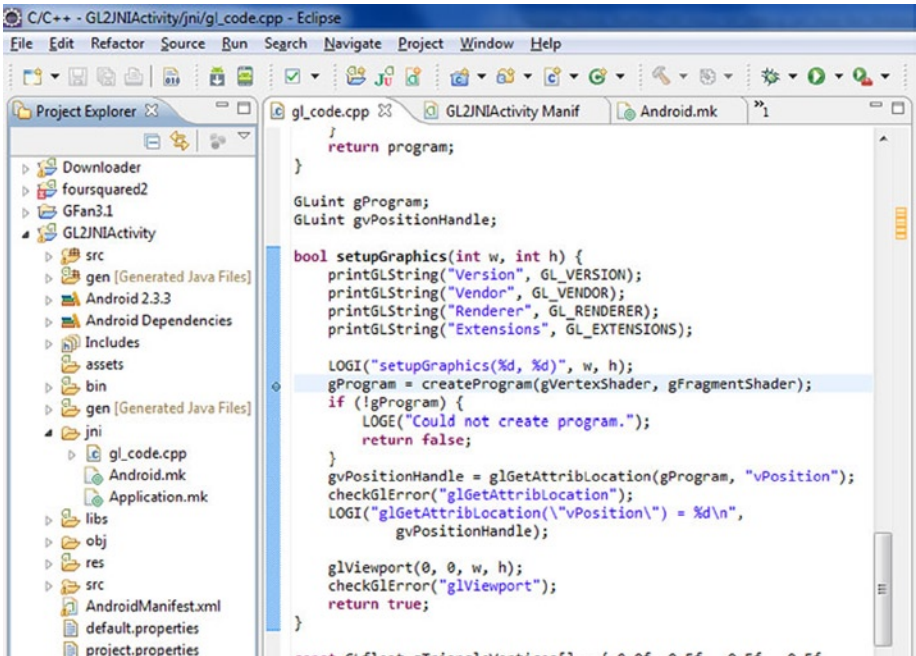 C/C++ - GL2JNIActivity/jni/gl_code.cpp - Eclipse
File Edit Refactor Source Run Search Navigate Project Window Help
Project Explorer
Downloader
foursquared2
GFan3.1
GL2JNIActivity
src
gen [Generated Java Files]
Android 2.3.3
Android Dependencies
Includes
assets
bin
gen [Generated Java Files]
jni
gl_code.cpp
Android.mk
Application.mk
libs
obj
res
src
AndroidManifest.xml
default.properties
project.properties
gl_code.cpp GL2JNIActivity Manif Android.mk »1
}
return program;
}
GLuint gProgram;
GLuint gvPositionHandle;
bool setupGraphics(int w, int h) {
printGLString("Version", GL_VERSION);
printGLString("Vendor", GL_VENDOR);
printGLString("Renderer", GL_RENDERER);
printGLString("Extensions", GL_EXTENSIONS);
LOGI("setupGraphics(%d, %d)", w, h);
gProgram = createProgram(gVertexShader, gFragmentShader);
if (!gProgram) {
LOGE("Could not create program.");
return false;
}
gvPositionHandle = glGetAttribLocation(gProgram, "vPosition");
checkGlError("glGetAttribLocation");
LOGI("glGetAttribLocation(\"vPosition\") = %d\n",
gvPositionHandle);
glViewport(0, 0, w, h);
checkGlError("glViewport");
return true;
}